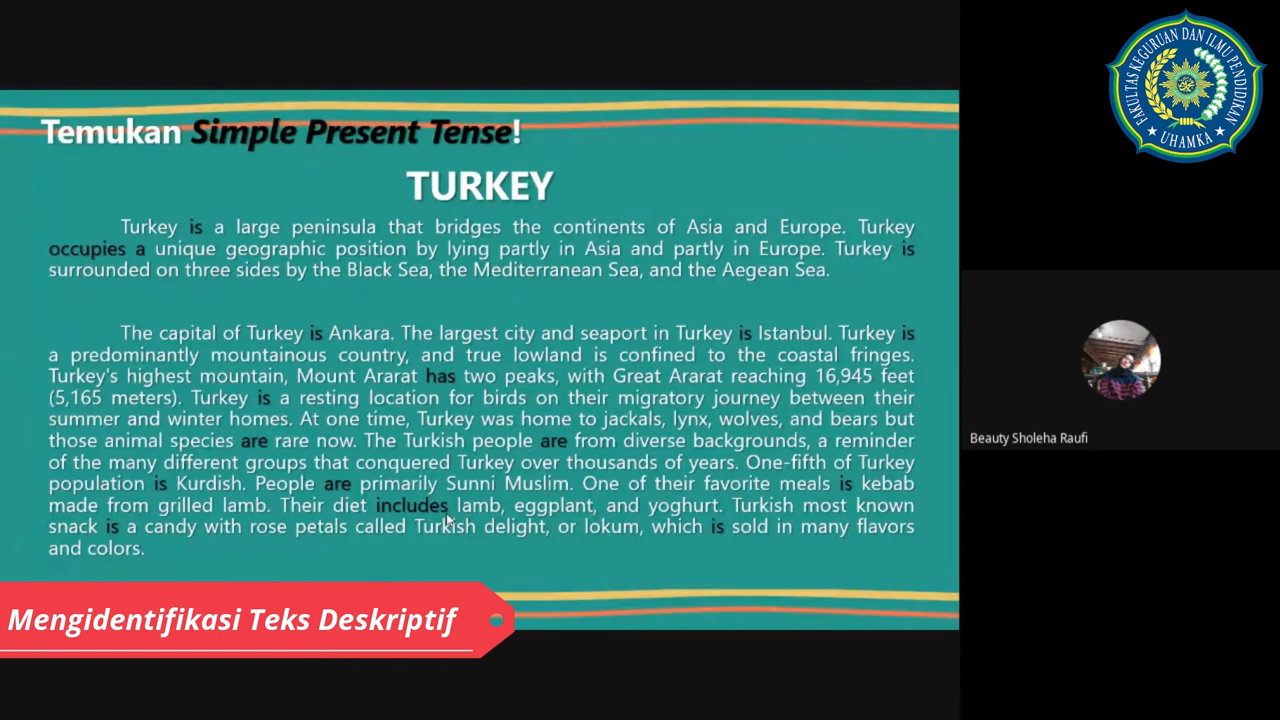 Temukan Simple Present Tense!
TURKEY
Turkey is a large peninsula that bridges the continents of Asia and Europe. Turkey
occupies a unique geographic position by lying partly in Asia and partly in Europe. Turkey is
surrounded on three sides by the Black Sea, the Mediterranean Sea, and the Aegean Sea.
The capital of Turkey is Ankara. The largest city and seaport in Turkey is Istanbul. Turkey is
a predominantly mountainous country, and true lowland is confined to the coastal fringes.
Turkey's highest mountain, Mount Ararat has two peaks, with Great Ararat reaching 16,945 feet
(5,165 meters). Turkey is a resting location for birds on their migratory journey between their
summer and winter homes. At one time, Turkey was home to jackals, lynx, wolves, and bears but
those animal species are rare now. The Turkish people are from diverse backgrounds, a reminder
of the many different groups that conquered Turkey over thousands of years. One-fifth of Turkey
population is Kurdish. People are primarily Sunni Muslim. One of their favorite meals is kebab
made from grilled lamb. Their diet includes lamb, eggplant, and yoghurt. Turkish most known
snack is a candy with rose petals called Turkish delight, or lokum, which is sold in many flavors
and colors.
Mengidentifikasi Teks Deskriptif
FAKULTAS KEGURUAN DAN ILMU PENDIDIKAN
UHAMKA
Beauty Sholeha Raufi